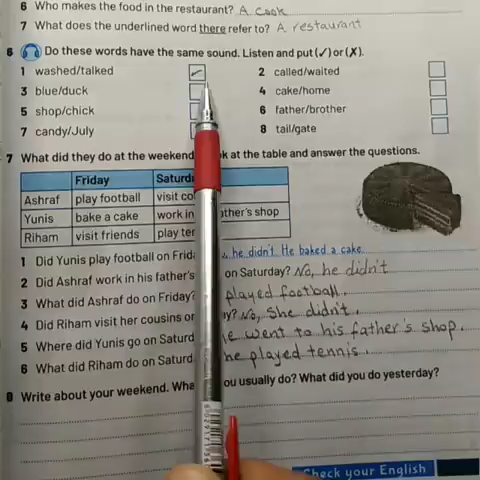 6 Who makes the food in the restaurant? A cook
7 What does the underlined word there refer to? A restaurant
6 Do these words have the same sound. Listen and put (✓) or (✗).
1 washed/talked ✓ 2 called/waited
3 blue/duck 4 cake/home
5 shop/chick 6 father/brother
7 candy/July 8 tail/gate
7 What did they do at the weekend ok at the table and answer the questions.
Friday Saturd
Ashraf play football visit co
Yunis bake a cake work in ather's shop
Riham visit friends play te
1 Did Yunis play football on Frid , he didn't. He baked a cake.
2 Did Ashraf work in his father's on Saturday? No, he didn't
3 What did Ashraf do on Friday? played football.
4 Did Riham visit her cousins or y? No, She didn't.
5 Where did Yunis go on Saturd e went to his father's shop.
6 What did Riham do on Saturd he played tennis.
8 Write about your weekend. Wha ou usually do? What did you do yesterday?
Check your English